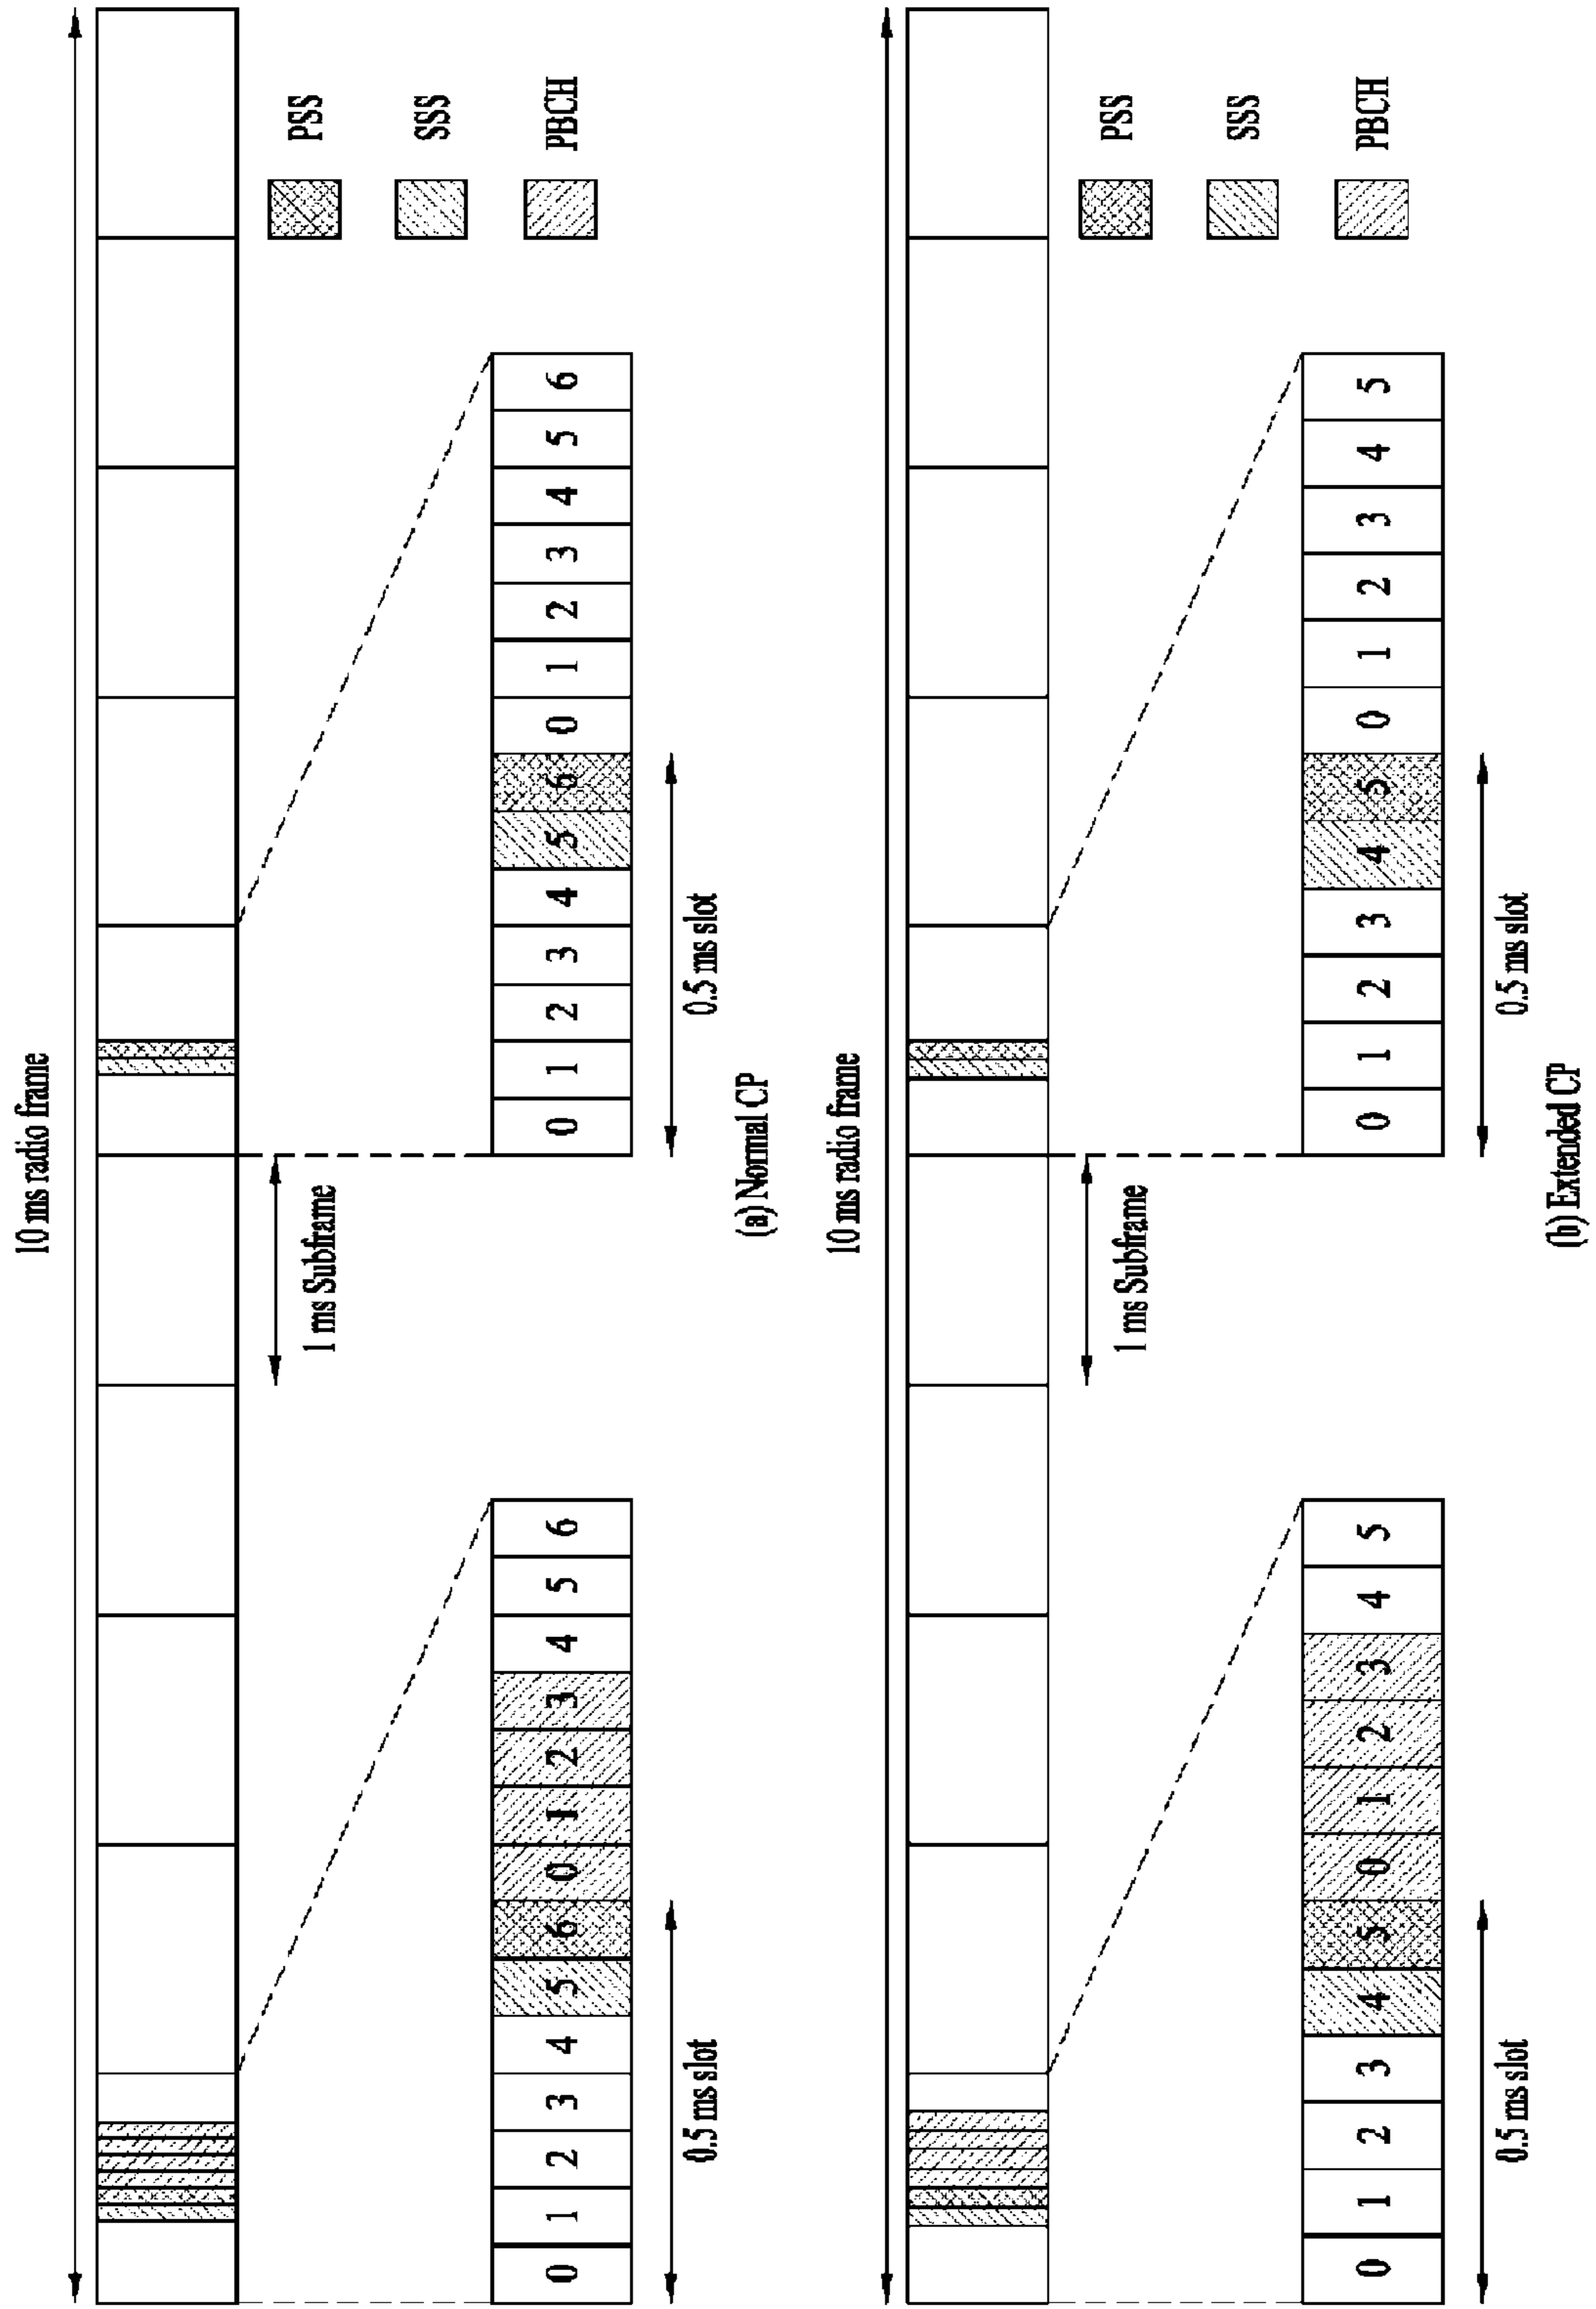 10 ms radio frame
1 ms Subframe
PSS
SSS
PBCH
0 1 2 3 4 5 6 0 1 2 3 4 5 6
0 1 2 3 4 5 6 0 1 2 3 4 5 6
0.5 ms slot
0.5 ms slot
(a) Normal CP
10 ms radio frame
1 ms Subframe
PSS
SSS
PBCH
0 1 2 3 4 5 0 1 2 3 4 5
0 1 2 3 4 5 0 1 2 3 4 5
0.5 ms slot
0.5 ms slot
(b) Extended CP